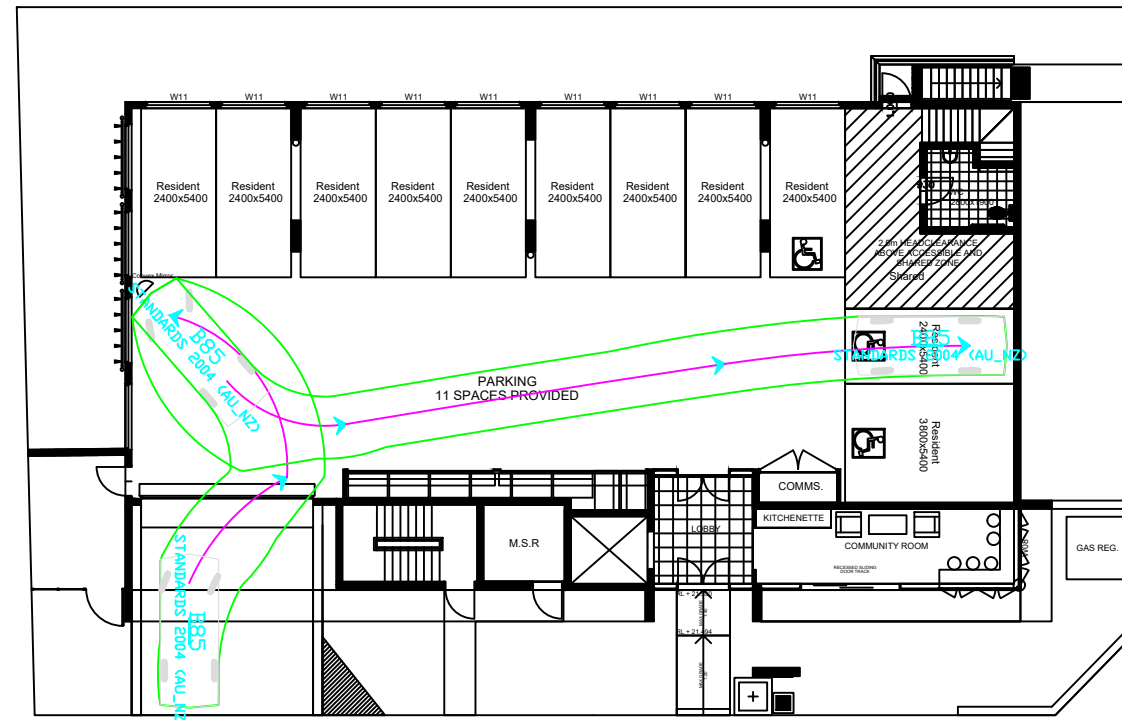 W11
W11
W11
W11
W11
W11
W11
W11
W11
Resident
2400x5400
Resident
2400x5400
Resident
2400x5400
Resident
2400x5400
Resident
2400x5400
Resident
2400x5400
Resident
2400x5400
Resident
2400x5400
Resident
2400x5400
2.5m HEADCLEARANCE
ABOVE ACCESSIBLE AND
SHARED ZONE
Shared
Convex Mirror
B85
STANDARDS 2004 (AU_NZ)
Resident
2400x5400
B85
STANDARDS 2004 (AU_NZ)
PARKING
11 SPACES PROVIDED
Resident
3800x5400
COMMS.
KITCHENETTE
LOBBY
M.S.R
COMMUNITY ROOM
RECESSED SLIDING
DOOR TRACK
GAS REG.
B85
STANDARDS 2004 (AU_NZ
RL + 21.494